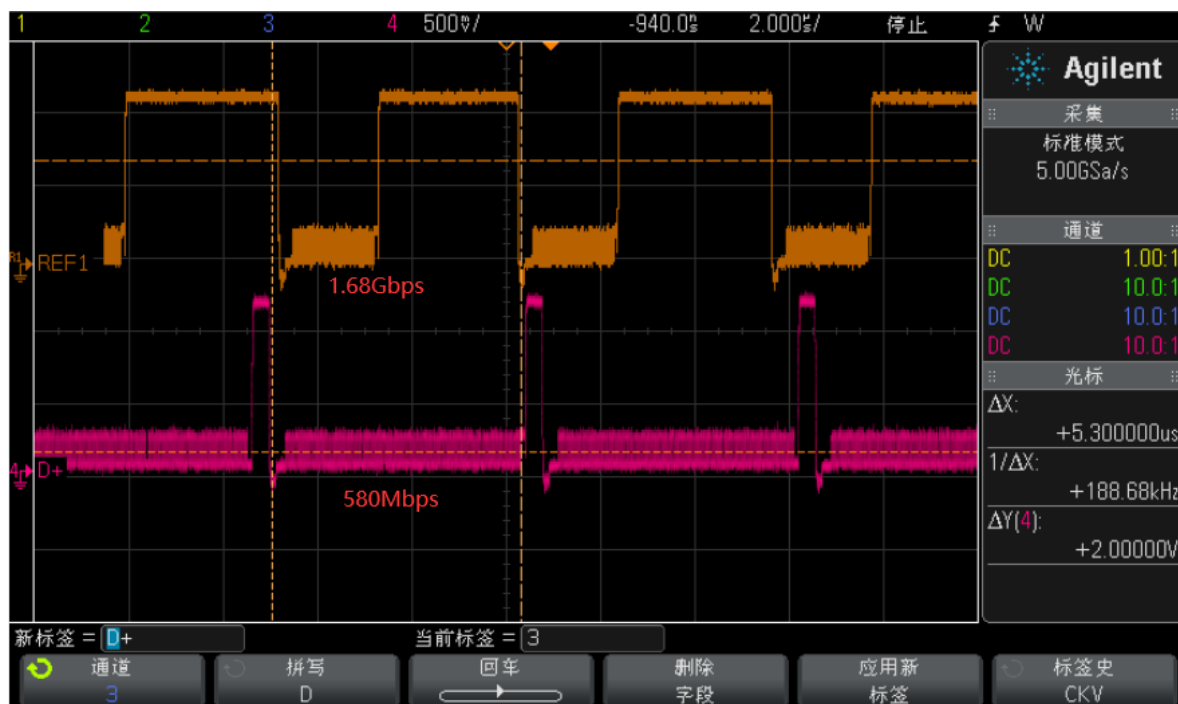 1 2 3 4 500mV/ -940.0ns 2.000us/ 停止 W
Agilent
采集
标准模式
5.00GSa/s
通道
DC 1.00:1
DC 10.0:1
DC 10.0:1
DC 10.0:1
光标
ΔX:
+5.300000us
1/ΔX:
+188.68kHz
ΔY(4):
+2.00000V
R1 REF1
1.68Gbps
4 D+
580Mbps
新标签 = D+ 当前标签 = 3
通道 拼写 回车 删除 应用新 标签史
3 D 字段 标签 CKV